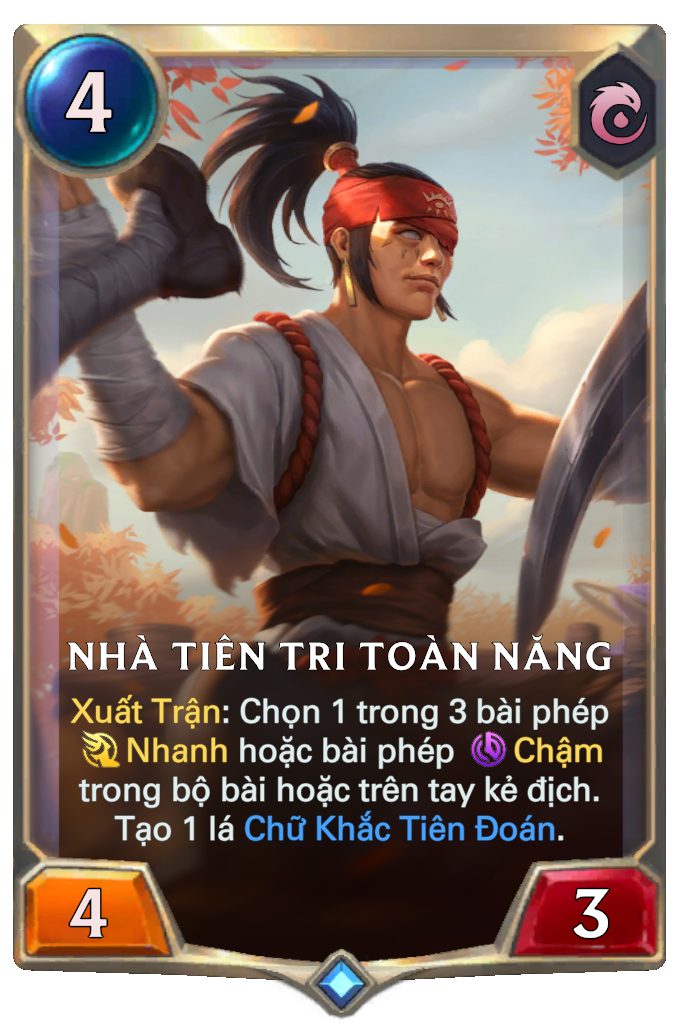 4
NHÀ TIÊN TRI TOÀN NĂNG
Xuất Trận: Chọn 1 trong 3 bài phép
Nhanh hoặc bài phép Chậm
trong bộ bài hoặc trên tay kẻ địch.
Tạo 1 lá Chữ Khắc Tiên Đoán.
4
3